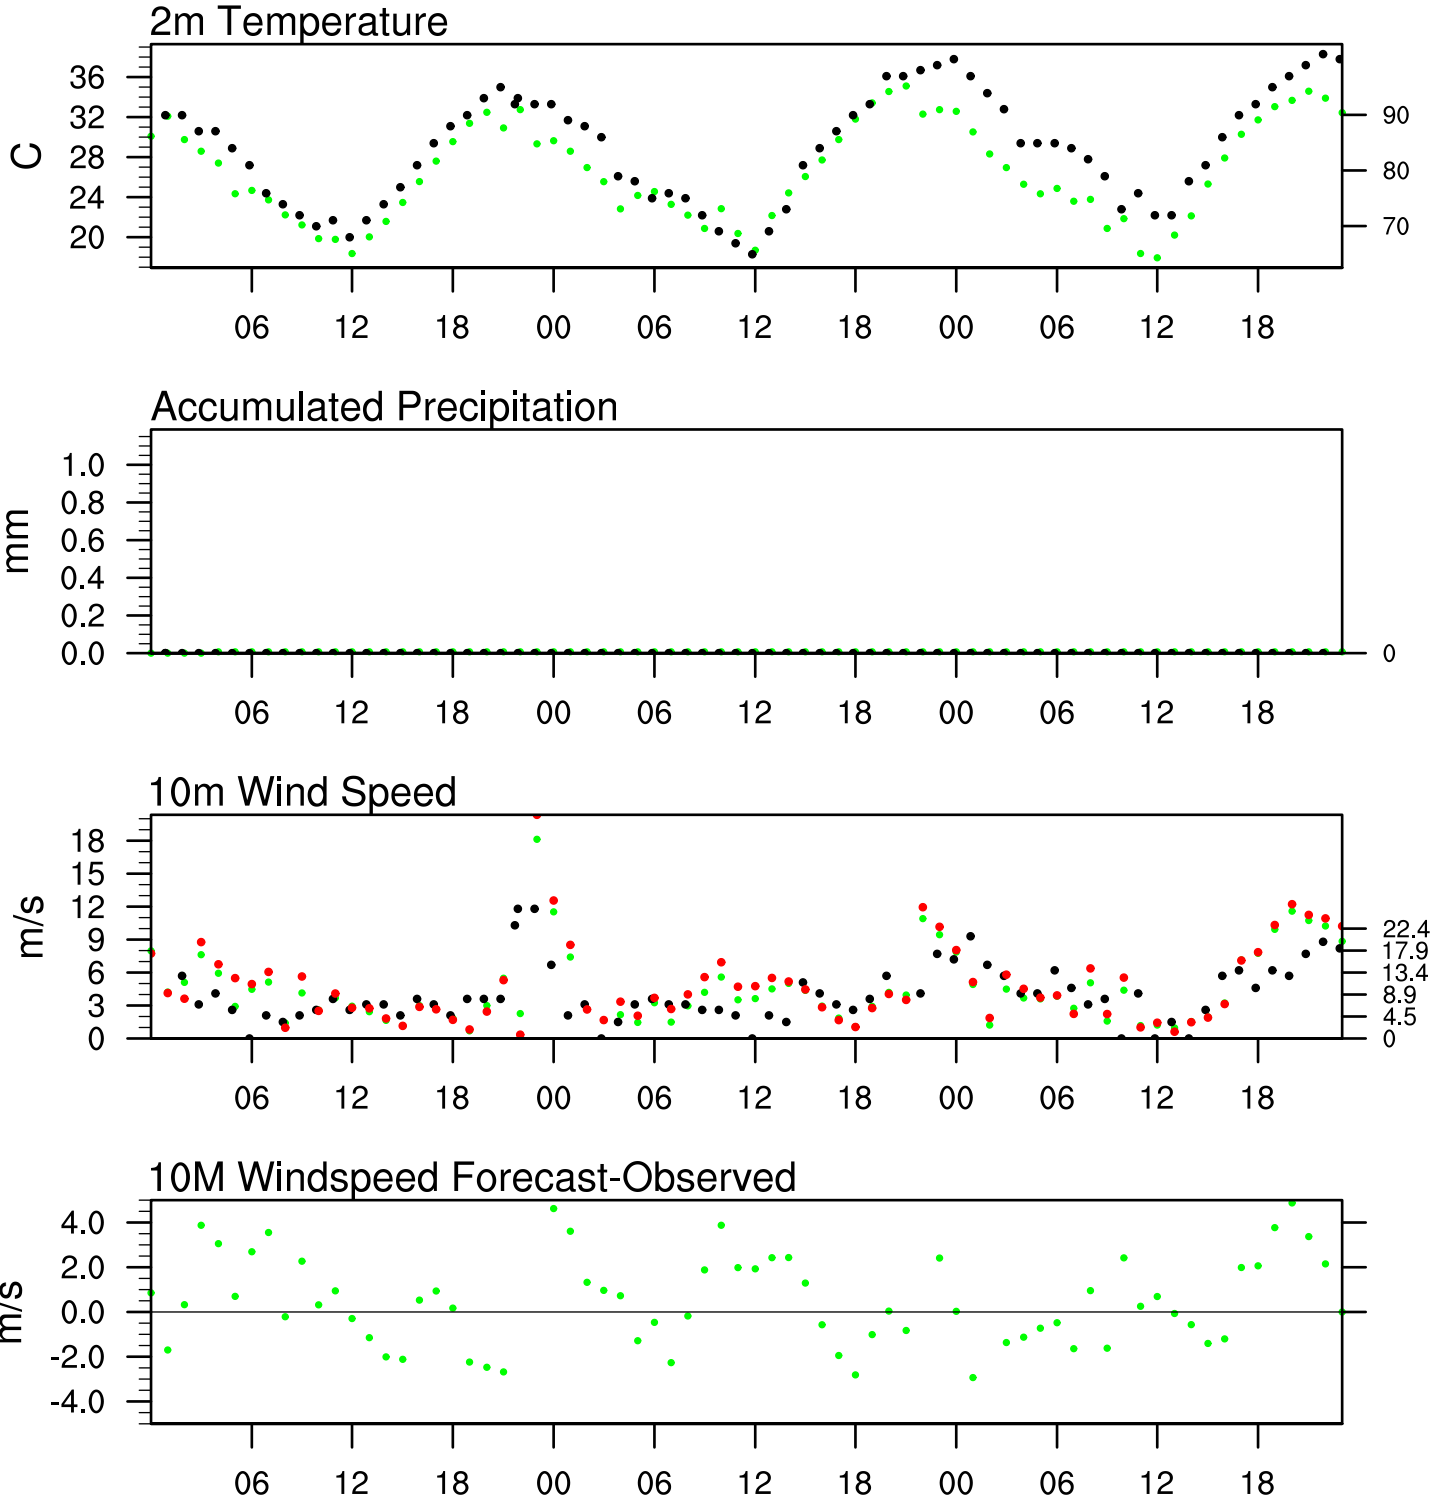 2m Temperature
36
32
28
24
20
C
90
80
70
06 12 18 00 06 12 18 00 06 12 18
Accumulated Precipitation
1.0
0.8
0.6
0.4
0.2
0.0
mm
0
06 12 18 00 06 12 18 00 06 12 18
10m Wind Speed
18
15
12
9
6
3
0
m/s
22.4
17.9
13.4
8.9
4.5
0
06 12 18 00 06 12 18 00 06 12 18
10M Windspeed Forecast-Observed
4.0
2.0
0.0
-2.0
-4.0
m/s
06 12 18 00 06 12 18 00 06 12 18